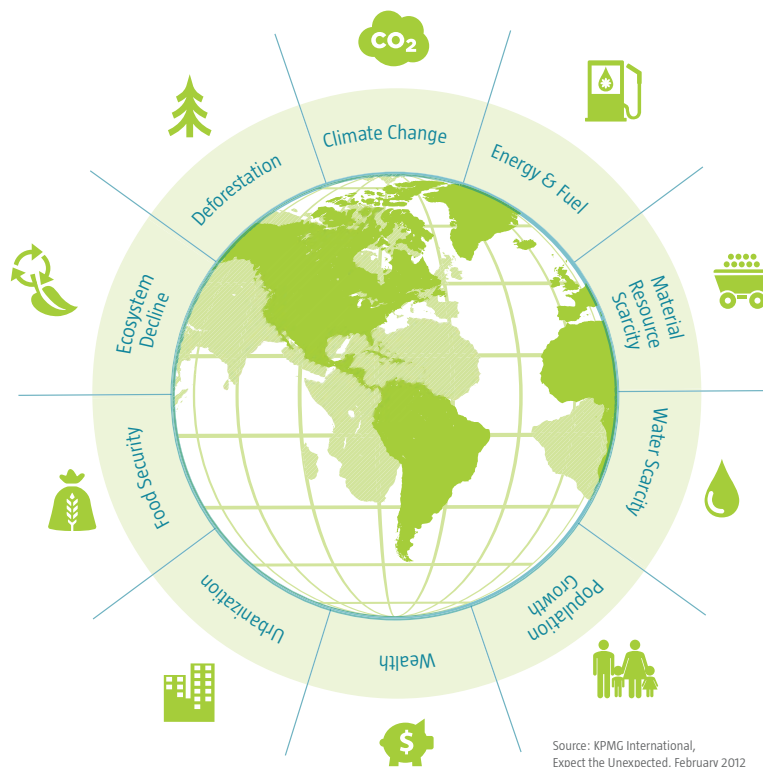 CO2
Climate Change
Energy & Fuel
Material
Resource
Scarcity
Water Scarcity
Population
Growth
Wealth
$
Urbanization
Food Security
Ecosystem
Decline
Deforestation
Source: KPMG International,
Expect the Unexpected. February 2012